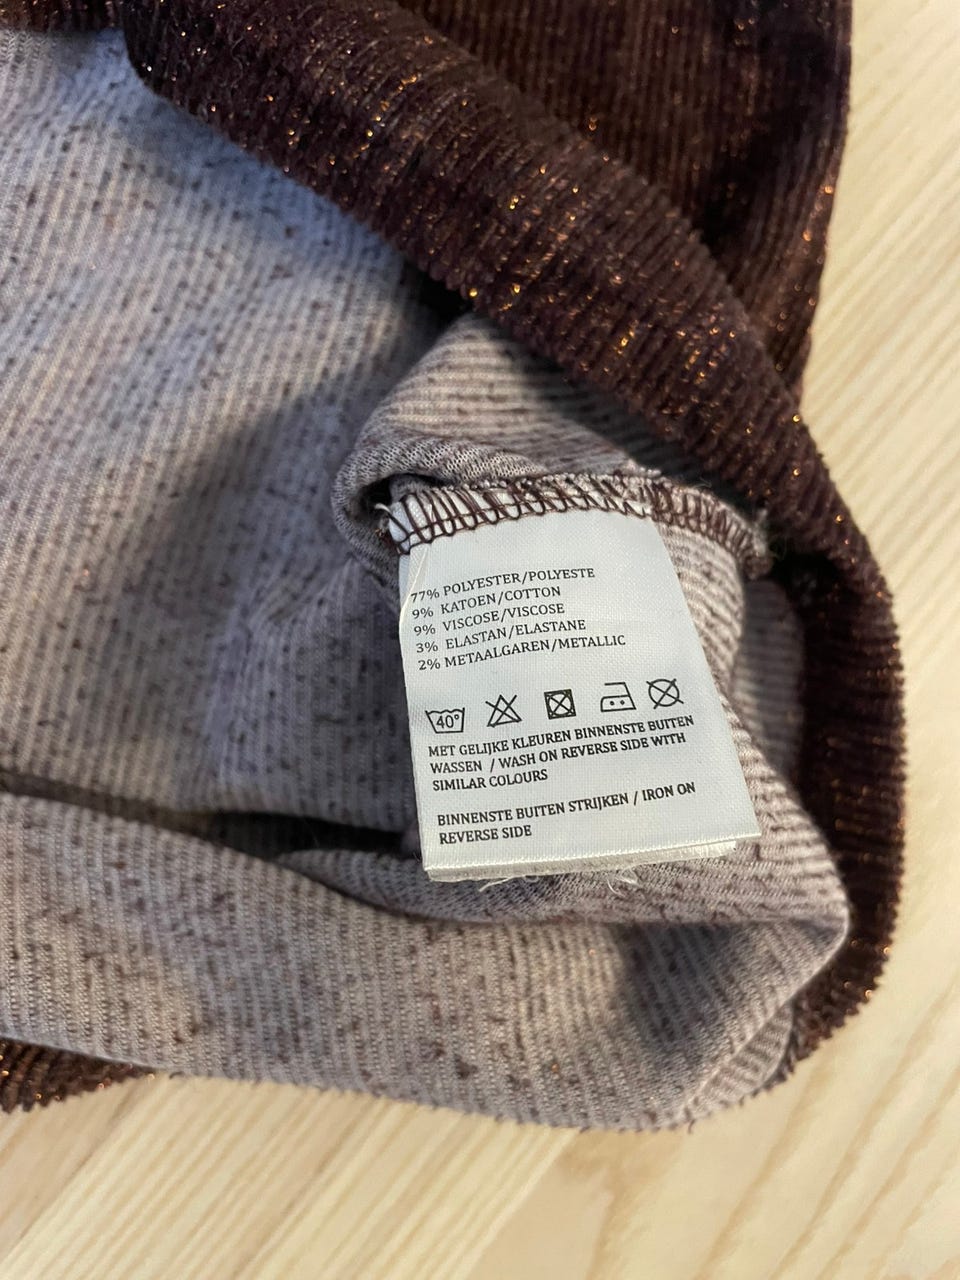 77% POLYESTER/POLYESTE
9% KATOEN/COTTON
9% VISCOSE/VISCOSE
3% ELASTAN/ELASTANE
2% METAALGAREN/METALLIC
40°
MET GELIJKE KLEUREN BINNENSTE BUITEN
WASSEN / WASH ON REVERSE SIDE WITH
SIMILAR COLOURS
BINNENSTE BUITEN STRIJKEN / IRON ON
REVERSE SIDE